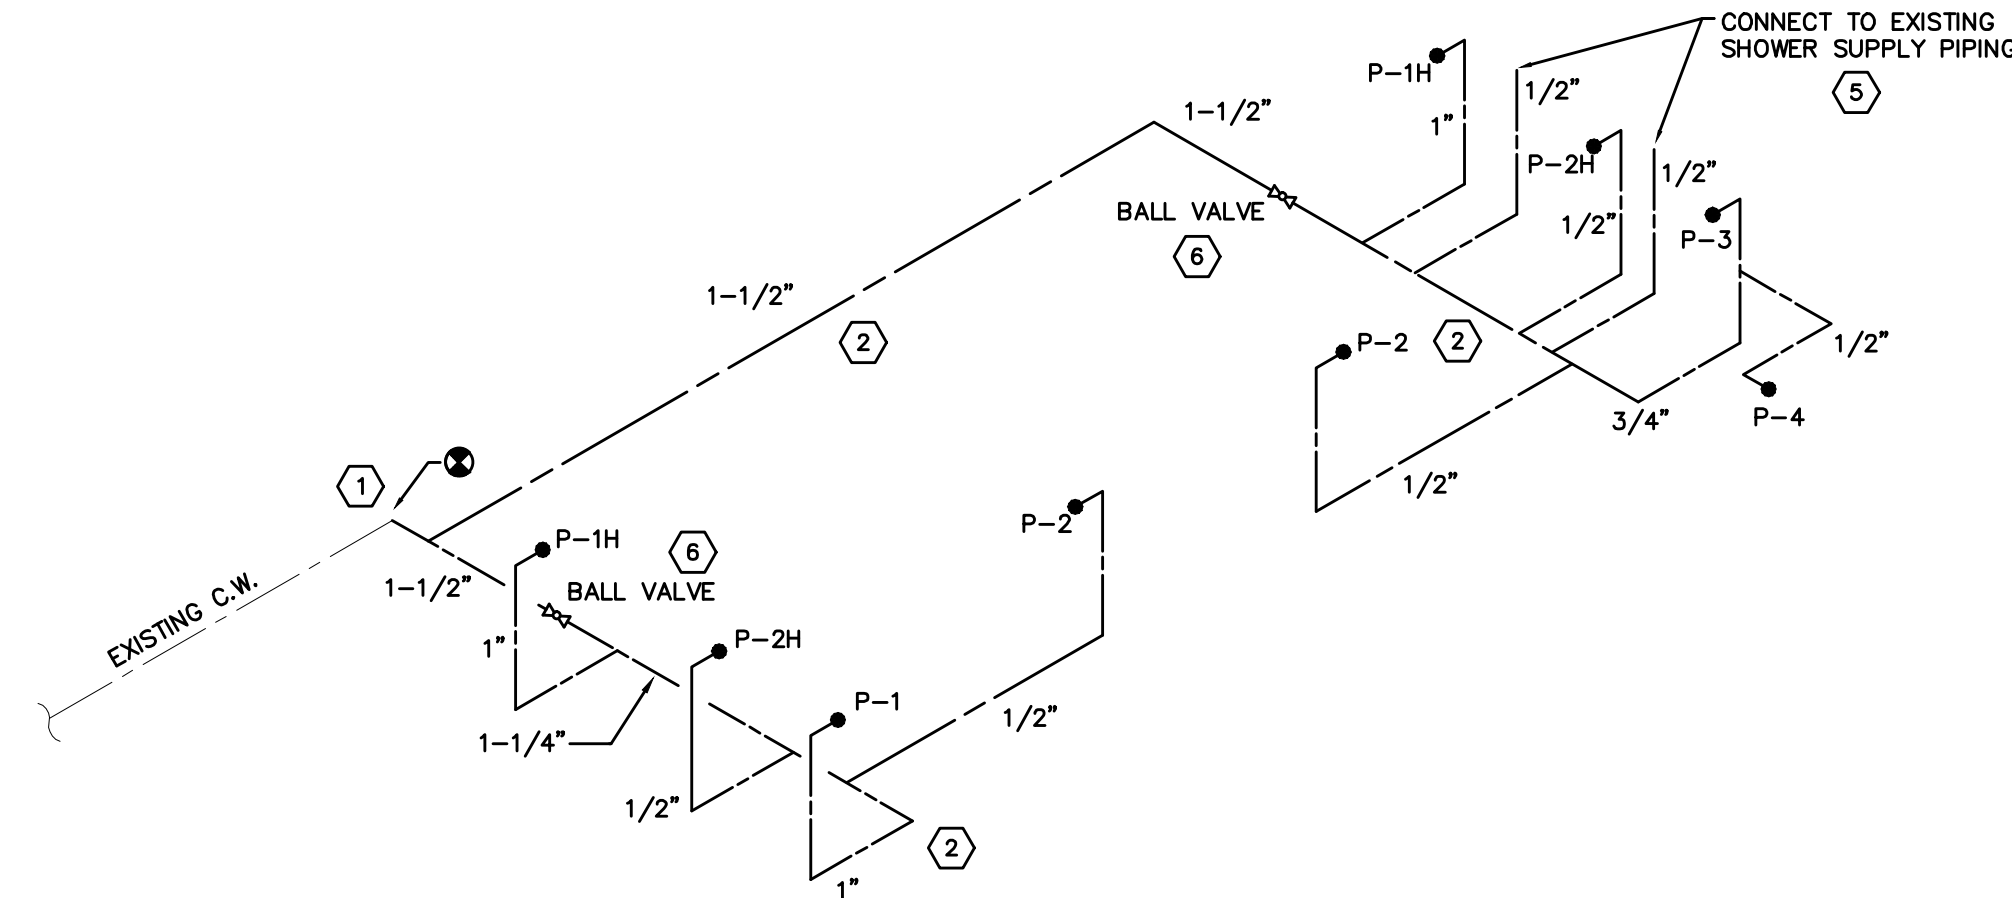 CONNECT TO EXISTING
SHOWER SUPPLY PIPING
5
P-1H
1-1/2"
1/2"
1"
P-2H
1/2"
BALL VALVE
6
1/2"
P-3
1-1/2"
2
P-2
2
1/2"
3/4"
P-4
1/2"
1
P-2
P-1H
6
1-1/2"
BALL VALVE
EXISTING C.W.
1"
P-2H
P-1
1/2"
1-1/4"
1/2"
2
1"